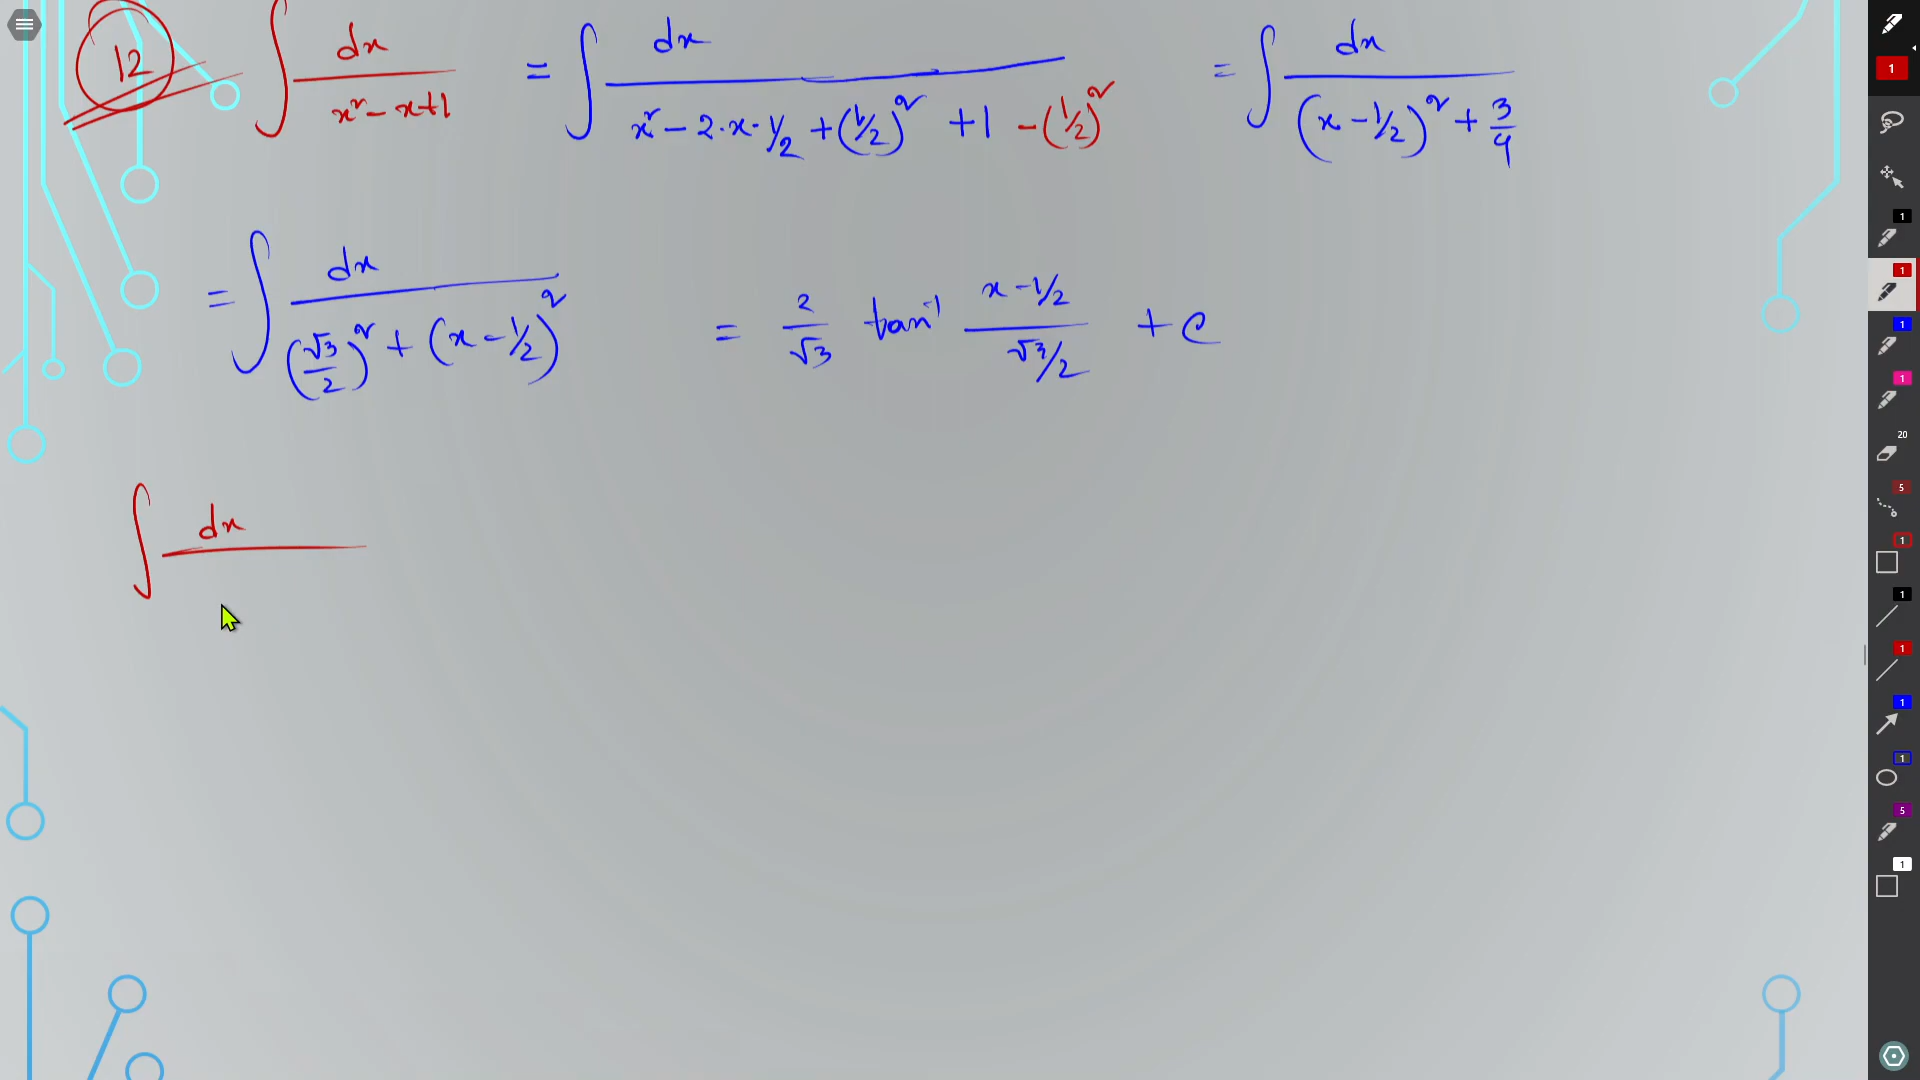 12 ∫ dx / (x² - x + 1) = ∫ dx / (x² - 2·x·1/2 + (1/2)² + 1 - (1/2)²) = ∫ dx / ((x - 1/2)² + 3/4)
= ∫ dx / ((√3/2)² + (x - 1/2)²) = 2/√3 tan⁻¹ (x - 1/2)/(√3/2) + c
∫ dx /